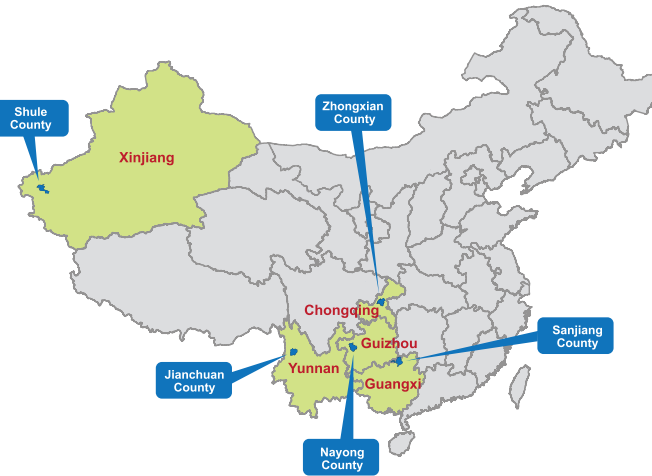 Shule
County
Zhongxian
County
Xinjiang
Chongqing
Sanjiang
County
Guizhou
Yunnan
Jianchuan
County
Guangxi
Nayong
County